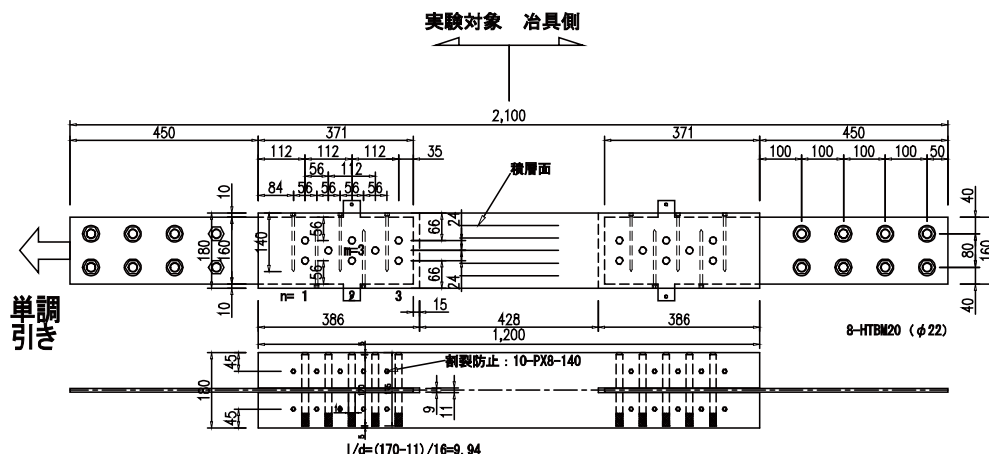 実験対象 冶具側
2,100
450 371 371 450
112 112 112 35 100 100 100 100 50
56 112
84 56 56 56 56
積層面
10 180 160 10 140 56 56 66 66 24 24
m=3
40 80 40 160
n= 1 3
15
単調
引き
386 428 386
1,200
8-HTBM20 (φ22)
割裂防止:10-PX8-140
45 180 45
9 11
l/d=(170-11)/16=9.94